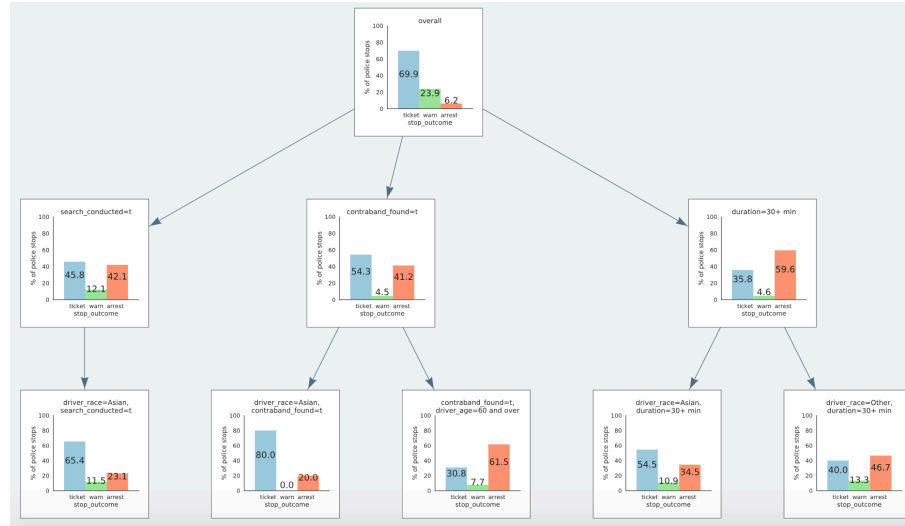 overall
% of police stops
100
80
60
40
20
0
69.9
23.9
6.2
ticket warn arrest
stop_outcome
search_conducted=t
% of police stops
100
80
60
40
20
0
45.8
12.1
42.1
ticket warn arrest
stop_outcome
contraband_found=t
% of police stops
100
80
60
40
20
0
54.3
4.5
41.2
ticket warn arrest
stop_outcome
duration=30+ min
% of police stops
100
80
60
40
20
0
35.8
4.6
59.6
ticket warn arrest
stop_outcome
driver_race=Asian,
search_conducted=t
% of police stops
100
80
60
40
20
0
65.4
11.5
23.1
ticket warn arrest
stop_outcome
driver_race=Asian,
contraband_found=t
% of police stops
100
80
60
40
20
0
80.0
0.0
20.0
ticket warn arrest
stop_outcome
contraband_found=t,
driver_age=60 and over
% of police stops
100
80
60
40
20
0
30.8
7.7
61.5
ticket warn arrest
stop_outcome
driver_race=Asian,
duration=30+ min
% of police stops
100
80
60
40
20
0
54.5
10.9
34.5
ticket warn arrest
stop_outcome
driver_race=Other,
duration=30+ min
% of police stops
100
80
60
40
20
0
40.0
13.3
46.7
ticket warn arrest
stop_outcome